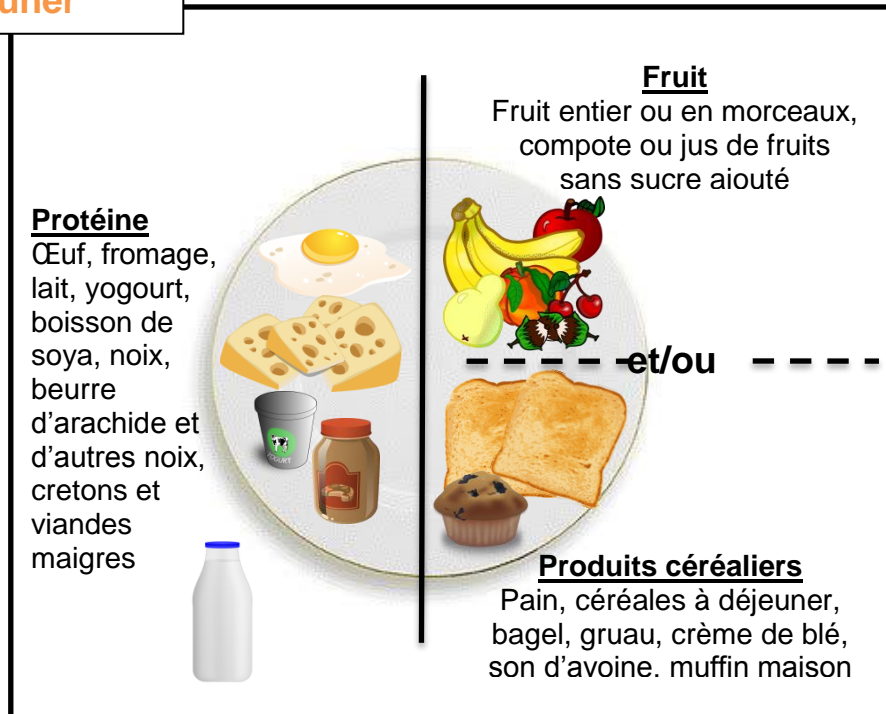 Fruit
Fruit entier ou en morceaux,
compote ou jus de fruits
sans sucre aiouté
Protéine
Œuf, fromage,
lait, yogourt,
boisson de
soya, noix,
beurre
d'arachide et
d'autres noix,
cretons et
viandes
maigres
YOGURT
et/ou
Produits céréaliers
Pain, céréales à déjeuner,
bagel, gruau, crème de blé,
son d'avoine. muffin maison